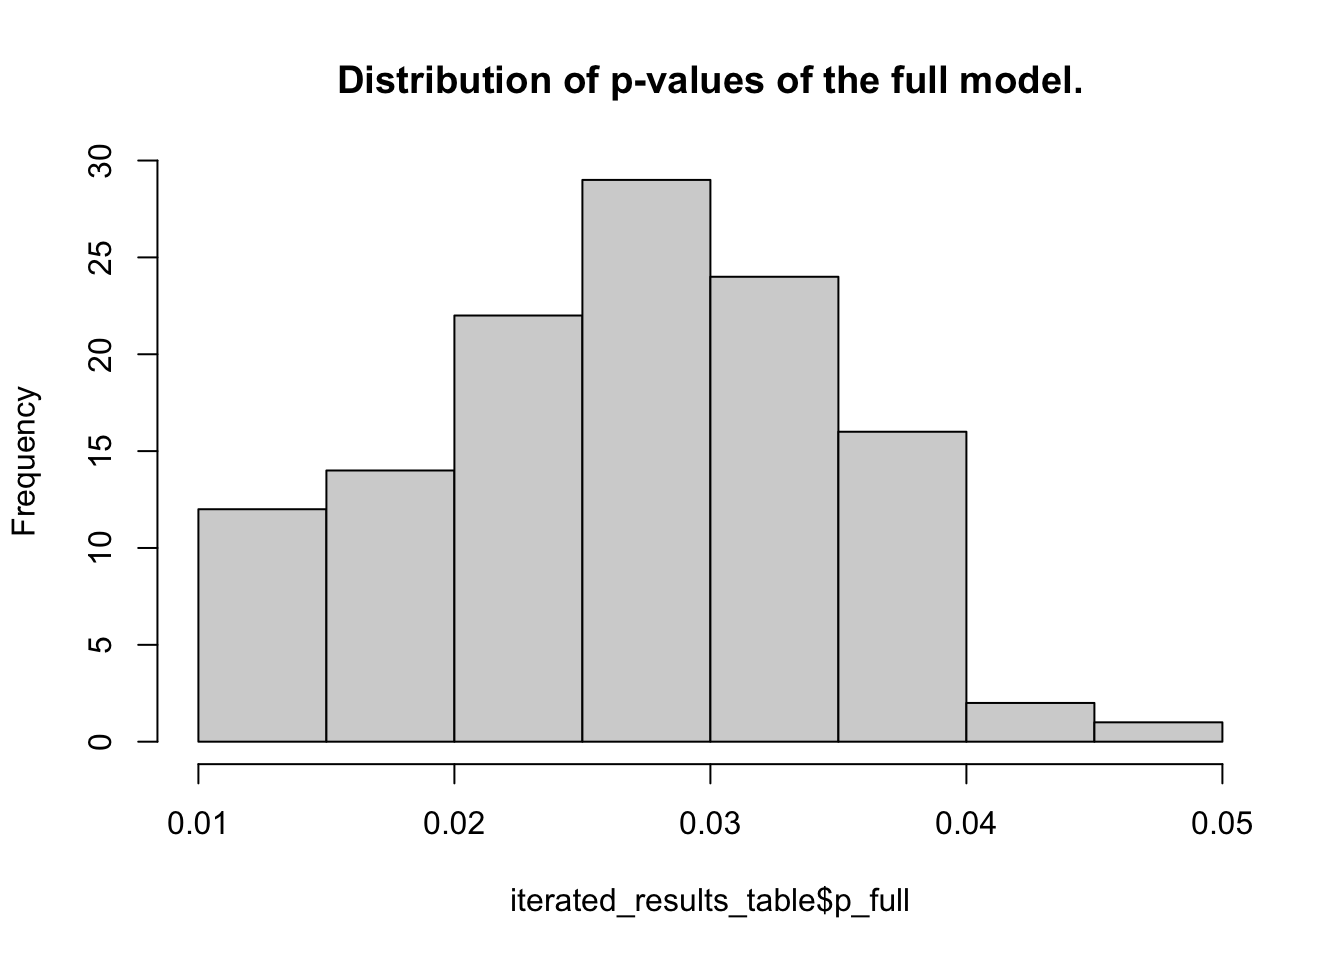 Distribution of p-values of the full model.
Frequency
30
25
20
15
10
5
0
0.01 0.02 0.03 0.04 0.05
iterated_results_table$p_full